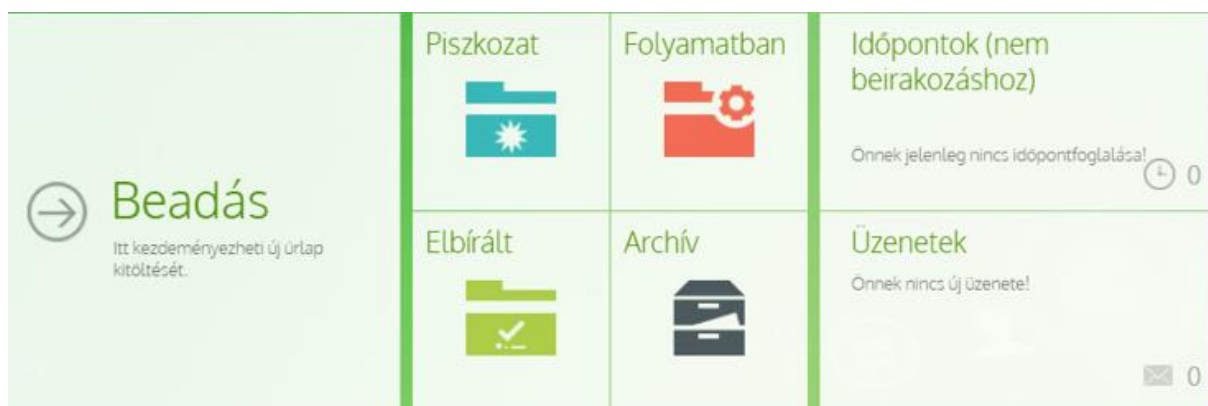 Beadás
Itt kezdeményezheti új űrlap
kitöltését.
Piszkozat
Folyamatban
Elbírált
Archív
Időpontok (nem
beirakozáshoz)
Önnek jelenleg nincs időpontfoglalása!
0
Üzenetek
Önnek nincs új üzenete!
0